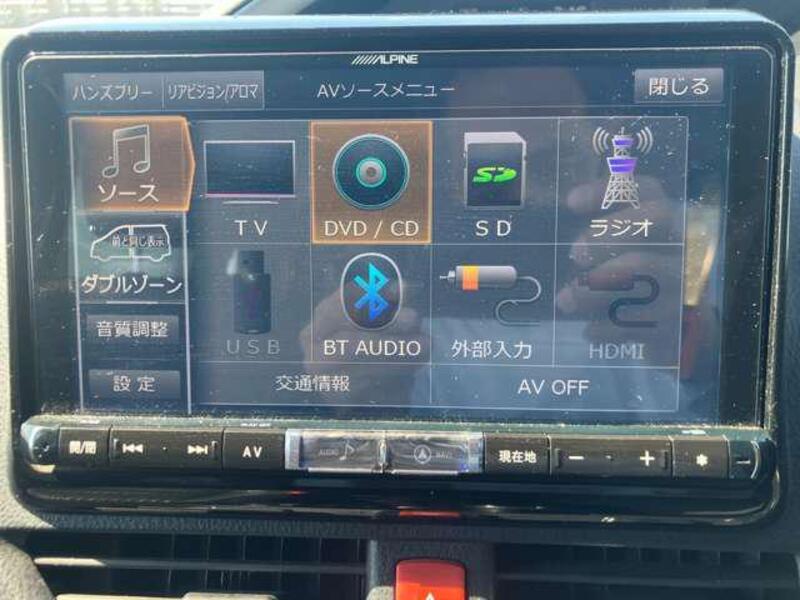 ALPINE
ハンズフリー リアビジョン/アロマ AVソースメニュー 閉じる
ソース
TV
DVD / CD
SD
ラジオ
前と同じ表示
ダブルゾーン
音質調整
設定
USB
BT AUDIO
外部入力
HDMI
交通情報
AV OFF
開/閉
AV
AUDIO
NAVI
現在地
− +